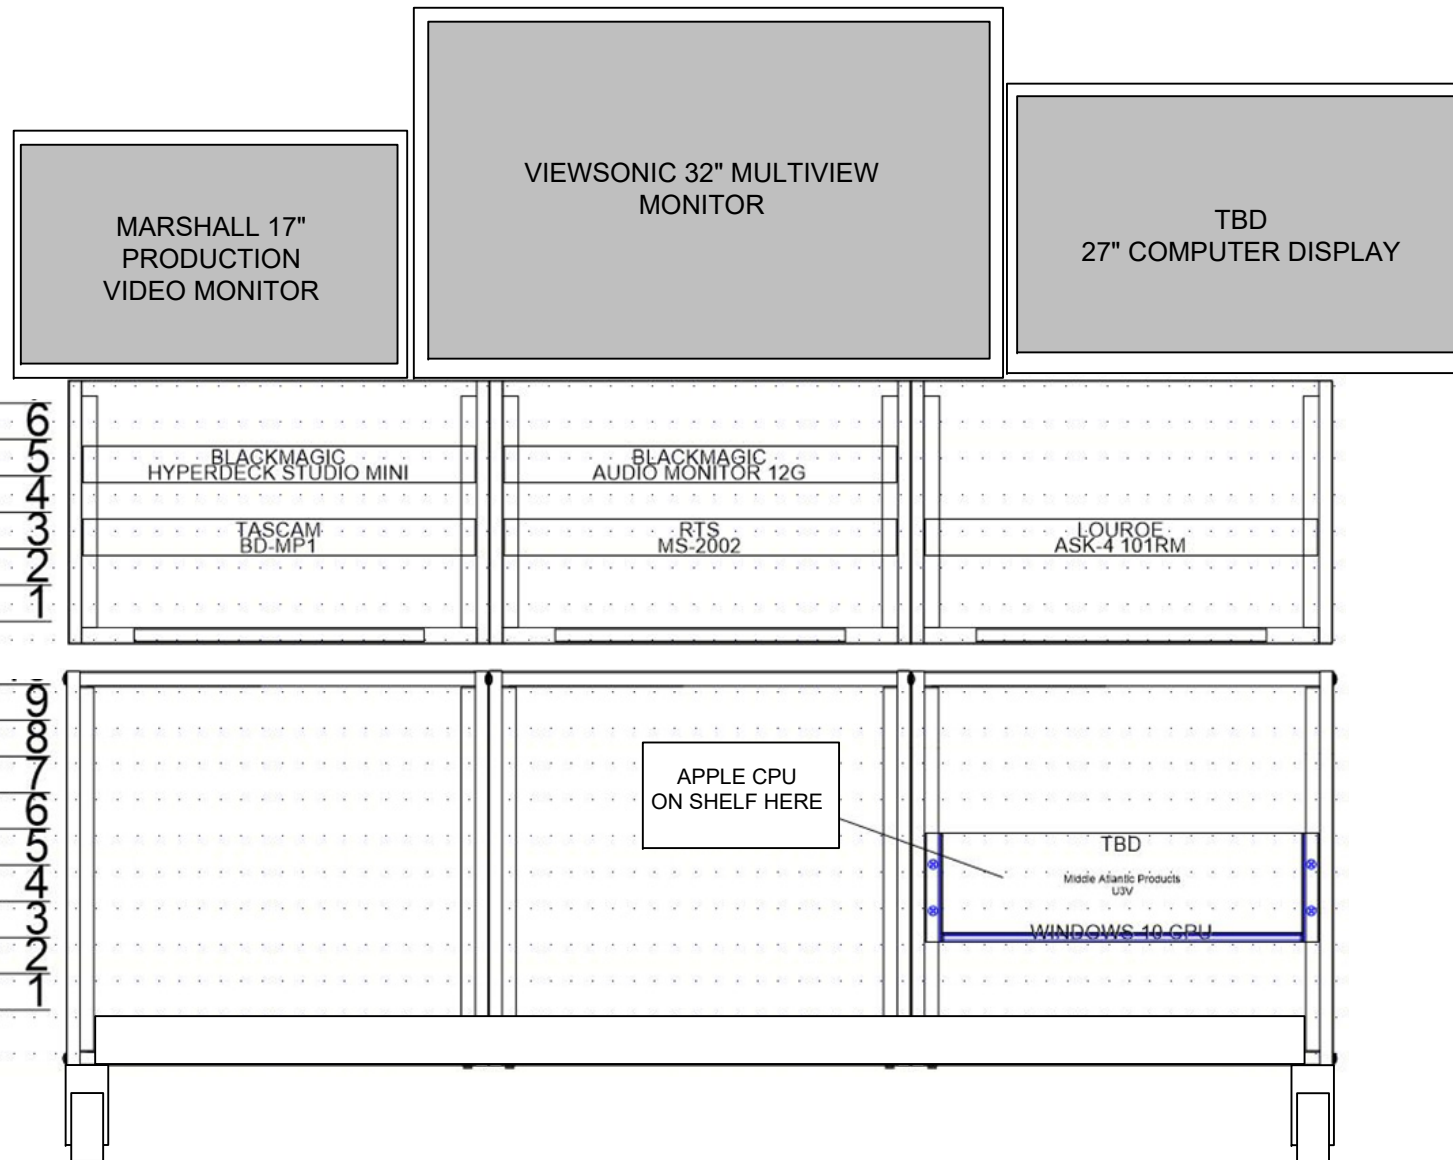 VIEWSONIC 32" MULTIVIEW
MONITOR
MARSHALL 17"
PRODUCTION
VIDEO MONITOR
TBD
27" COMPUTER DISPLAY
6
5
4
3
2
1
BLACKMAGIC
HYPERDECK STUDIO MINI
TASCAM
BD-MP1
BLACKMAGIC
AUDIO MONITOR 12G
RTS
MS-2002
LOUROE
ASK-4 101RM
9
8
7
6
5
4
3
2
1
APPLE CPU
ON SHELF HERE
TBD
Middle Atlantic Products
U3V
WINDOWS 10 CPU